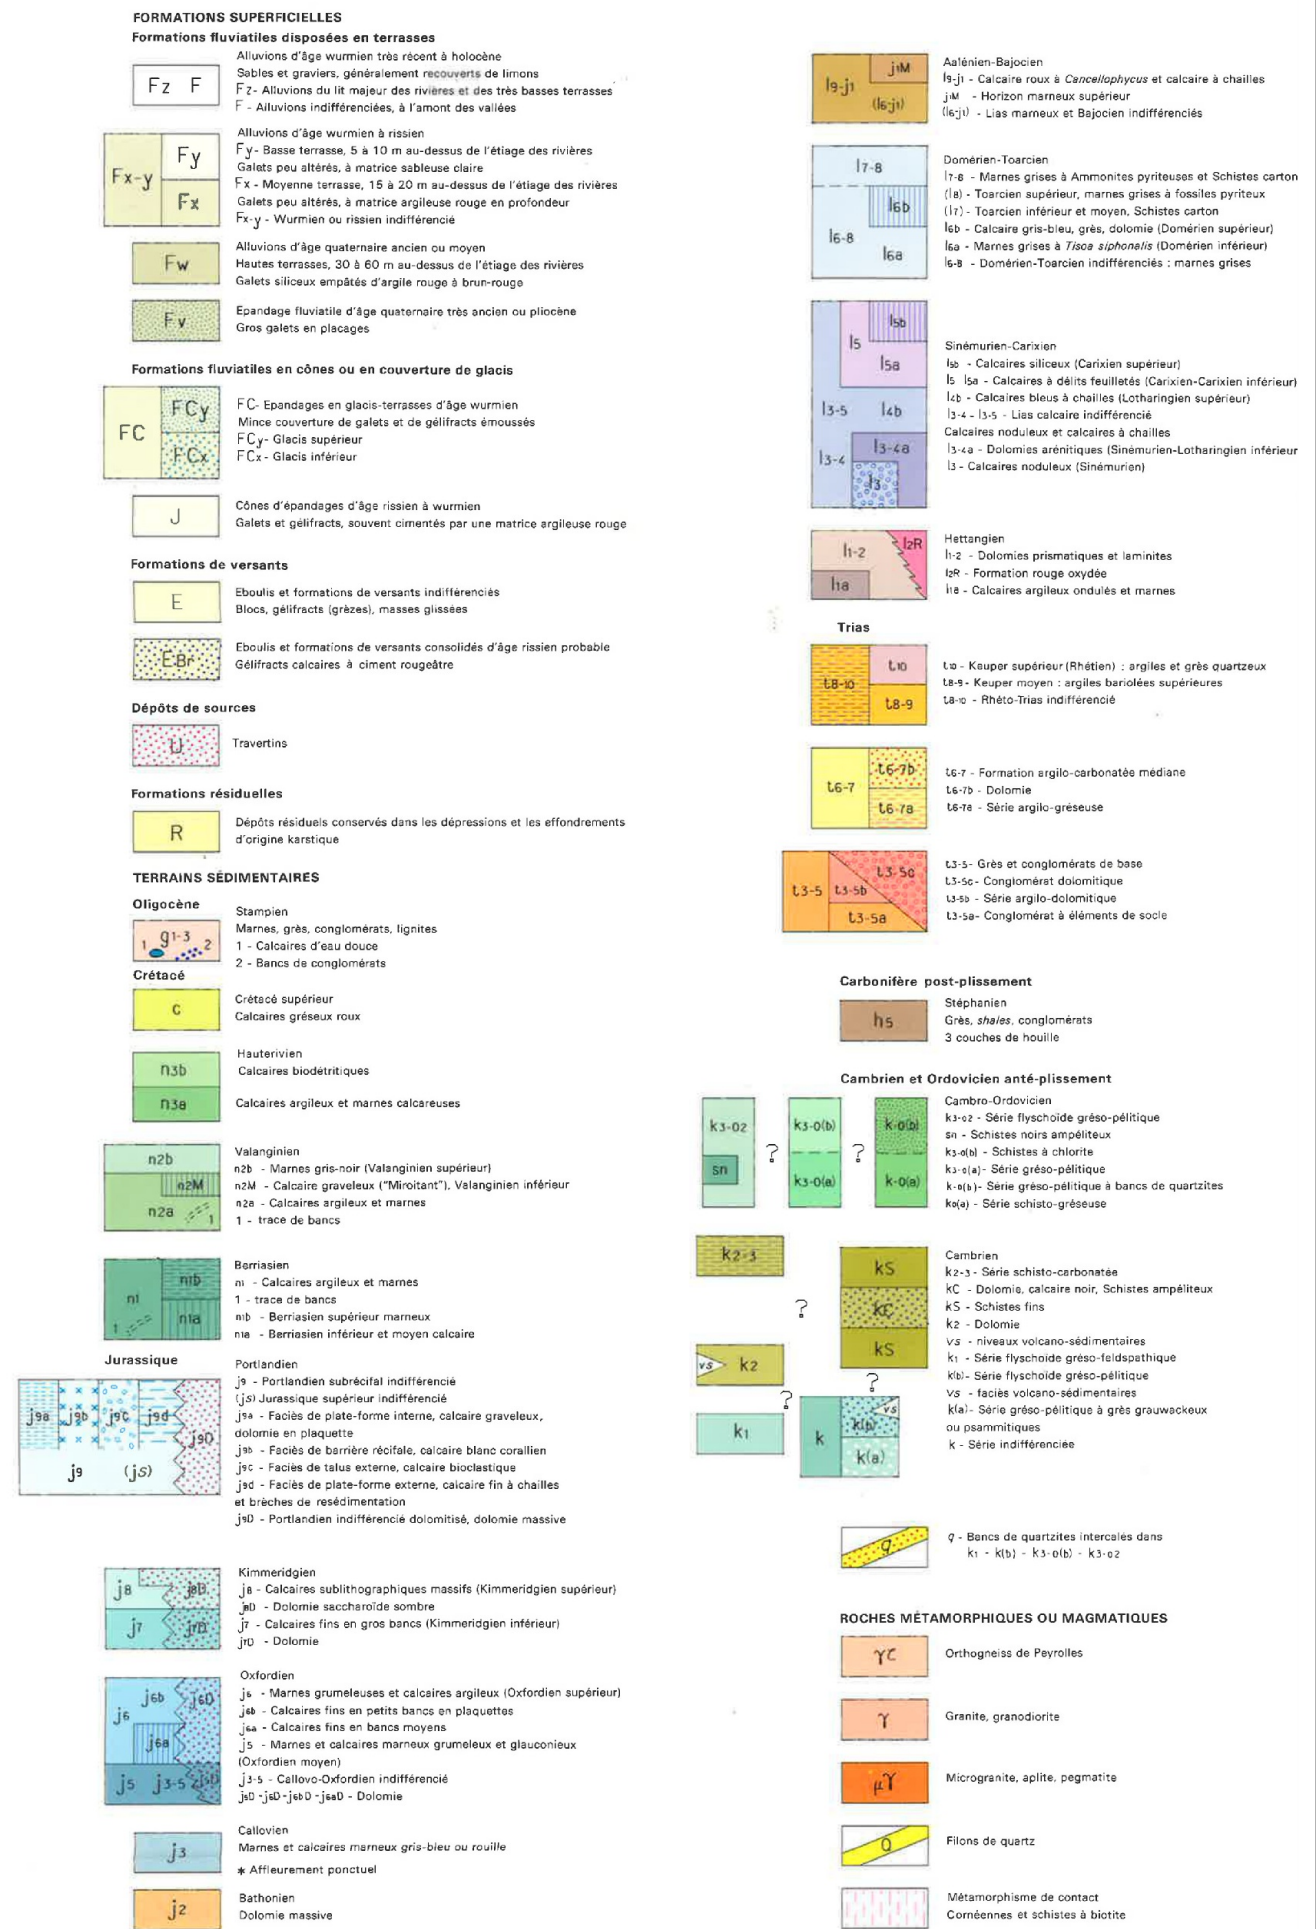 FORMATIONS SUPERFICIELLES
Formations fluviatiles disposées en terrasses
Fz F
Alluvions d'âge wurmien très récent à holocène
Sables et graviers, généralement recouverts de limons
Fz- Alluvions du lit majeur des rivières et des très basses terrasses
F - Alluvions indifférenciées, à l'amont des vallées
Fx-y
Fy
Fx
Alluvions d'âge wurmien à rissien
Fy- Basse terrasse, 5 à 10 m au-dessus de l'étiage des rivières
Galets peu altérés, à matrice sableuse claire
Fx - Moyenne terrasse, 15 à 20 m au-dessus de l'étiage des rivières
Galets peu altérés, à matrice argileuse rouge en profondeur
Fx-y - Wurmien ou rissien indifférencié
Fw
Alluvions d'âge quaternaire ancien ou moyen
Hautes terrasses, 30 à 60 m au-dessus de l'étiage des rivières
Galets siliceux empâtés d'argile rouge à brun-rouge
Fv
Epandage fluviatile d'âge quaternaire très ancien ou pliocène
Gros galets en placages
Formations fluviatiles en cônes ou en couverture de glacis
FC
FCy
FCx
FC- Epandages en glacis-terrasses d'âge wurmien
Mince couverture de galets et de gélifracts émoussés
FCy- Glacis supérieur
FCx- Glacis inférieur
J
Cônes d'épandages d'âge rissien à wurmien
Galets et gélifracts, souvent cimentés par une matrice argileuse rouge
Formations de versants
E
Eboulis et formations de versants indifférenciés
Blocs, gélifracts (grèzes), masses glissées
EBr
Eboulis et formations de versants consolidés d'âge rissien probable
Gélifracts calcaires à ciment rougeâtre
Dépôts de sources
U
Travertins
Formations résiduelles
R
Dépôts résiduels conservés dans les dépressions et les effondrements
d'origine karstique
TERRAINS SÉDIMENTAIRES
Oligocène
1 g1-3 2
Stampien
Marnes, grès, conglomérats, lignites
1 - Calcaires d'eau douce
2 - Bancs de conglomérats
Crétacé
c
Crétacé supérieur
Calcaires gréseux roux
n3b
n3a
Hauterivien
Calcaires biodétritiques
Calcaires argileux et marnes calcareuses
n2b
n2M
n2a 1
Valanginien
n2b - Marnes gris-noir (Valanginien supérieur)
n2M - Calcaire graveleux ("Miroitant"), Valanginien inférieur
n2a - Calcaires argileux et marnes
1 - trace de bancs
n1
n1b
n1a
1
Berriasien
n1 - Calcaires argileux et marnes
1 - trace de bancs
n1b - Berriasien supérieur marneux
n1a - Berriasien inférieur et moyen calcaire
Jurassique
j9a j9b j9c j9d j9D
j9 (js)
Portlandien
j9 - Portlandien subrécifal indifférencié
(js) Jurassique supérieur indifférencié
j9a - Faciès de plate-forme interne, calcaire graveleux,
dolomie en plaquette
j9b - Faciès de barrière récifale, calcaire blanc corallien
j9c - Faciès de talus externe, calcaire bioclastique
j9d - Faciès de plate-forme externe, calcaire fin à chailles
et brèches de resédimentation
j9D - Portlandien indifférencié dolomitisé, dolomie massive
j8 j8D
j7 j7D
Kimmeridgien
j8 - Calcaires sublithographiques massifs (Kimmeridgien supérieur)
j8D - Dolomie saccharoïde sombre
j7 - Calcaires fins en gros bancs (Kimmeridgien inférieur)
j7D - Dolomie
j6b j6D
j6
j6a
j5 j3-5 j5D
Oxfordien
j6 - Marnes grumeleuses et calcaires argileux (Oxfordien supérieur)
j6b - Calcaires fins en petits bancs en plaquettes
j6a - Calcaires fins en bancs moyens
j5 - Marnes et calcaires marneux grumeleux et glauconieux
(Oxfordien moyen)
j3-5 - Callovo-Oxfordien indifférencié
j5D -j6D -j6bD -j6aD - Dolomie
j3
Callovien
Marnes et calcaires marneux gris-bleu ou rouille
* Affleurement ponctuel
j2
Bathonien
Dolomie massive
l9-j1
j1M
(l6-j1)
Aalénien-Bajocien
l9-j1 - Calcaire roux à Cancellophycus et calcaire à chailles
j1M - Horizon marneux supérieur
(l6-j1) - Lias marneux et Bajocien indifférenciés
l7-8
l6b
l6-8
l6a
Domérien-Toarcien
l7-8 - Marnes grises à Ammonites pyriteuses et Schistes carton
(l8) - Toarcien supérieur, marnes grises à fossiles pyriteux
(l7) - Toarcien inférieur et moyen, Schistes carton
l6b - Calcaire gris-bleu, grès, dolomie (Domérien supérieur)
l6a - Marnes grises à Tisoa siphonalis (Domérien inférieur)
l6-8 - Domérien-Toarcien indifférenciés : marnes grises
l5b
l5
l5a
l3-5 l4b
l3-4a
l3-4
l3
Sinémurien-Carixien
l5b - Calcaires siliceux (Carixien supérieur)
l5 l5a - Calcaires à délits feuilletés (Carixien-Carixien inférieur)
l4b - Calcaires bleus à chailles (Lotharingien supérieur)
l3-4 - l3-5 - Lias calcaire indifférencié
Calcaires noduleux et calcaires à chailles
l3-4a - Dolomies arénitiques (Sinémurien-Lotharingien inférieur
l3 - Calcaires noduleux (Sinémurien)
l1-2 l2R
l1a
Hettangien
l1-2 - Dolomies prismatiques et laminites
l2R - Formation rouge oxydée
l1a - Calcaires argileux ondulés et marnes
Trias
t8-10
t10
t8-9
t10 - Keuper supérieur (Rhétien) : argiles et grès quartzeux
t8-9 - Keuper moyen : argiles bariolées supérieures
t8-10 - Rhéto-Trias indifférencié
t6-7
t6-7b
t6-7a
t6-7 - Formation argilo-carbonatée médiane
t6-7b - Dolomie
t6-7a - Série argilo-gréseuse
t3-5
t3-5c
t3-5b
t3-5a
t3-5- Grès et conglomérats de base
t3-5c- Conglomérat dolomitique
t3-5b - Série argilo-dolomitique
t3-5a- Conglomérat à éléments de socle
Carbonifère post-plissement
h5
Stéphanien
Grès, shales, conglomérats
3 couches de houille
Cambrien et Ordovicien anté-plissement
k3-o2
sn
?
k3-o(b)
k3-o(a)
?
k-o(b)
k-o(a)
Cambro-Ordovicien
k3-o2 - Série flyschoïde gréso-pélitique
sn - Schistes noirs ampéliteux
k3-o(b) - Schistes à chlorite
k3-o(a)- Série gréso-pélitique
k-o(b)- Série gréso-pélitique à bancs de quartzites
ko(a) - Série schisto-gréseuse
k2-3
?
kS
kC
kS
vs k2
?
?
k1
k
k(b) vs
k(a)
Cambrien
k2-3 - Série schisto-carbonatée
kC - Dolomie, calcaire noir, Schistes ampéliteux
kS - Schistes fins
k2 - Dolomie
vs - niveaux volcano-sédimentaires
k1 - Série flyschoïde gréso-feldspathique
k(b)- Série flyschoïde gréso-pélitique
vs - faciès volcano-sédimentaires
k(a)- Série gréso-pélitique à grès grauwackeux
ou psammitiques
k - Série indifférenciée
q
q - Bancs de quartzites intercalés dans
k1 - k(b) - k3-o(b) - k3-o2
ROCHES MÉTAMORPHIQUES OU MAGMATIQUES
γζ
Orthogneiss de Peyrolles
γ
Granite, granodiorite
μγ
Microgranite, aplite, pegmatite
Q
Filons de quartz
Métamorphisme de contact
Cornéennes et schistes à biotite